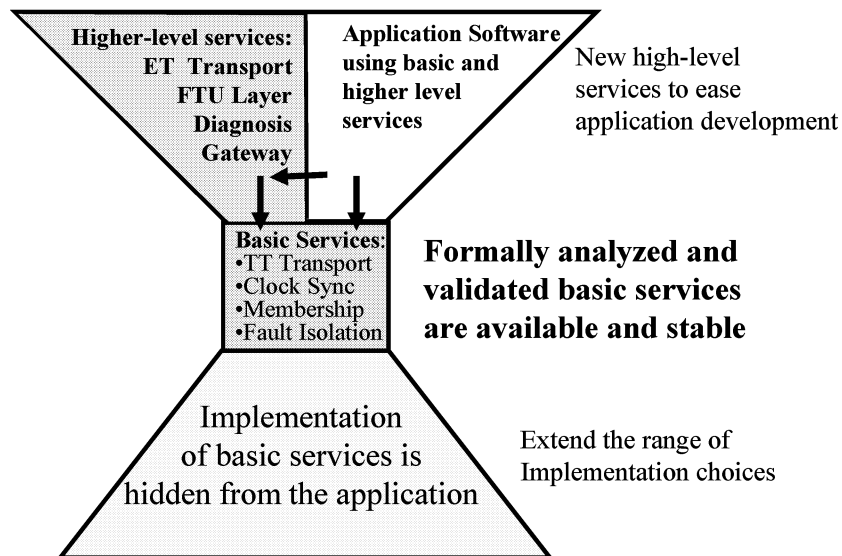 Higher-level services:
ET Transport
FTU Layer
Diagnosis
Gateway
Application Software
using basic and
higher level
services
New high-level
services to ease
application development
Basic Services:
•TT Transport
•Clock Sync
•Membership
•Fault Isolation
Formally analyzed and
validated basic services
are available and stable
Implementation
of basic services is
hidden from the application
Extend the range of
Implementation choices